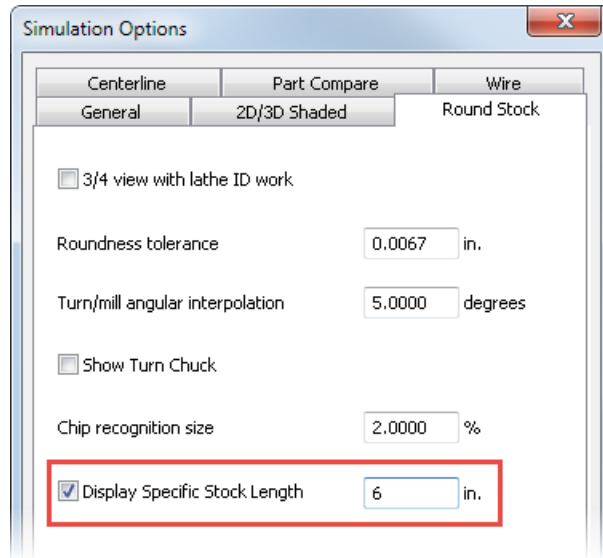 Simulation Options
Centerline Part Compare Wire
General 2D/3D Shaded Round Stock
3/4 view with lathe ID work
Roundness tolerance 0.0067 in.
Turn/mill angular interpolation 5.0000 degrees
Show Turn Chuck
Chip recognition size 2.0000 %
Display Specific Stock Length 6 in.